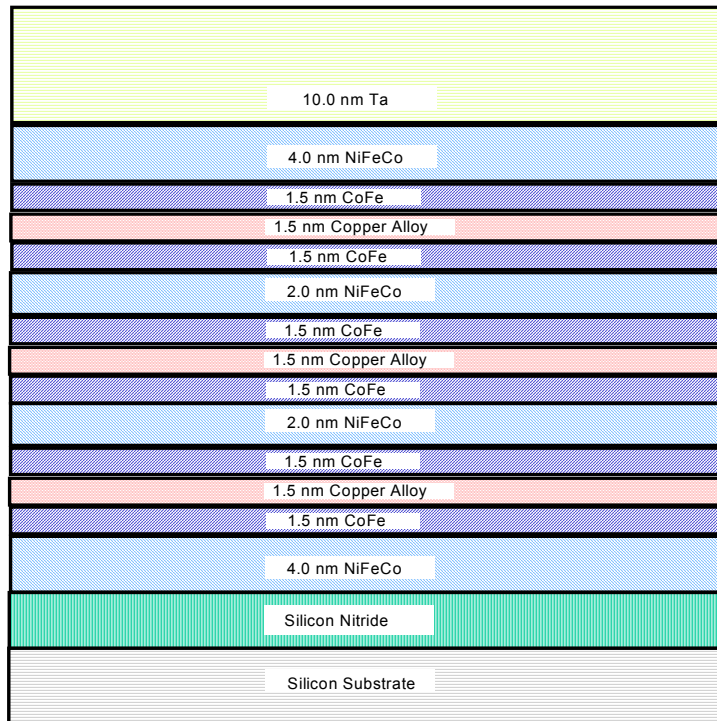 10.0 nm Ta
4.0 nm NiFeCo
1.5 nm CoFe
1.5 nm Copper Alloy
1.5 nm CoFe
2.0 nm NiFeCo
1.5 nm CoFe
1.5 nm Copper Alloy
1.5 nm CoFe
2.0 nm NiFeCo
1.5 nm CoFe
1.5 nm Copper Alloy
1.5 nm CoFe
4.0 nm NiFeCo
Silicon Nitride
Silicon Substrate